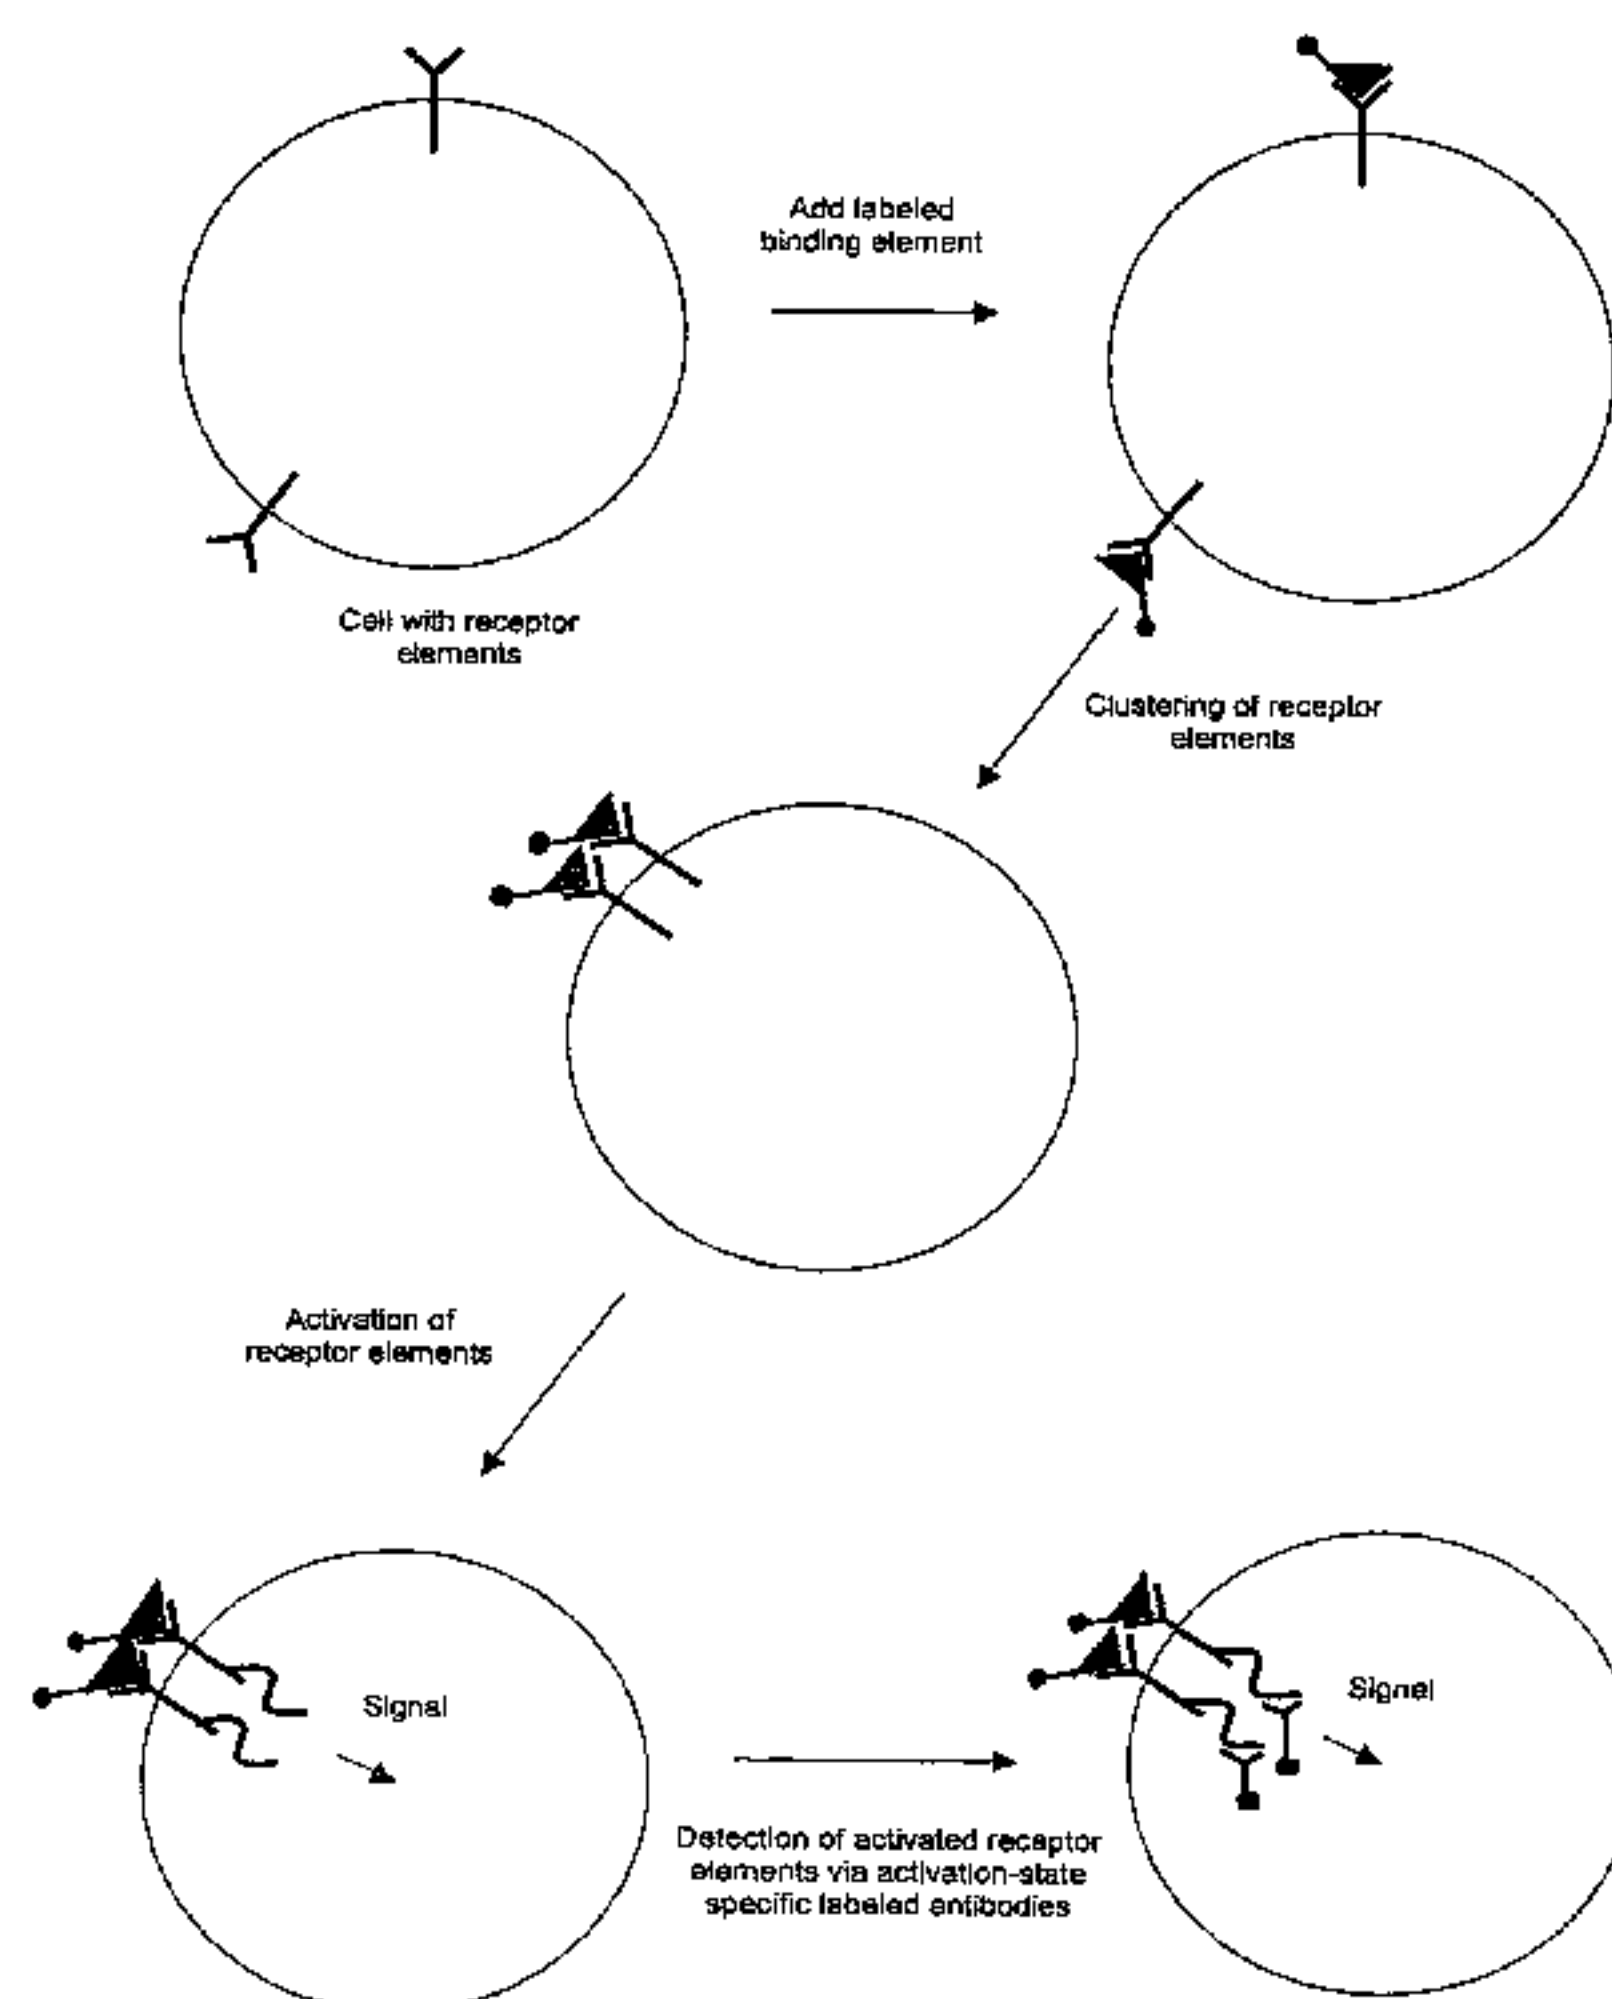 Add labeled
binding element
Cell with receptor
elements
Clustering of receptor
elements
Activation of
receptor elements
Signal
Signal
Detection of activated receptor
elements via activation-state
specific labeled antibodies